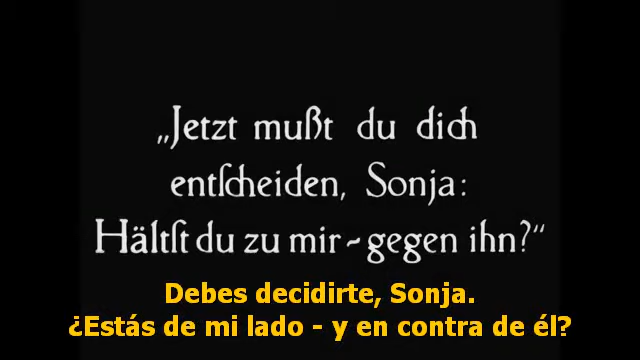 „Jetzt mußt du dich
entſcheiden, Sonja:
Hältſt du zu mir - gegen ihn?“
Debes decidirte, Sonja.
¿Estás de mi lado - y en contra de él?